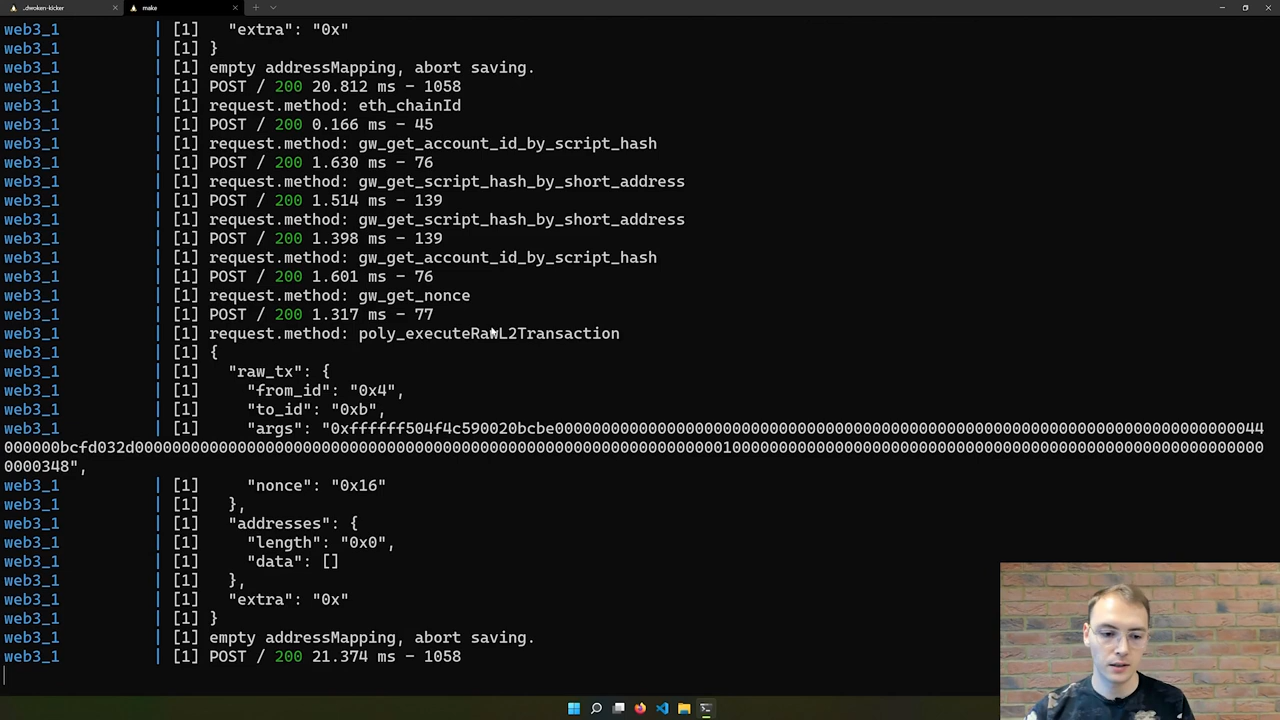 ..dwoken-kicker
make
web3_1 | [1] "extra": "0x"
web3_1 | [1] }
web3_1 | [1] empty addressMapping, abort saving.
web3_1 | [1] POST / 200 20.812 ms - 1058
web3_1 | [1] request.method: eth_chainId
web3_1 | [1] POST / 200 0.166 ms - 45
web3_1 | [1] request.method: gw_get_account_id_by_script_hash
web3_1 | [1] POST / 200 1.630 ms - 76
web3_1 | [1] request.method: gw_get_script_hash_by_short_address
web3_1 | [1] POST / 200 1.514 ms - 139
web3_1 | [1] request.method: gw_get_script_hash_by_short_address
web3_1 | [1] POST / 200 1.398 ms - 139
web3_1 | [1] request.method: gw_get_account_id_by_script_hash
web3_1 | [1] POST / 200 1.601 ms - 76
web3_1 | [1] request.method: gw_get_nonce
web3_1 | [1] POST / 200 1.317 ms - 77
web3_1 | [1] request.method: poly_executeRawL2Transaction
web3_1 | [1] {
web3_1 | [1] "raw_tx": {
web3_1 | [1] "from_id": "0x4",
web3_1 | [1] "to_id": "0xb",
web3_1 | [1] "args": "0xffffff504f4c590020bcbe00000000000000000000000000000000000000000000000000000000000000000000000000044
000000bcfd032d00000000000000000000000000000000000000000000000000000000000000010000000000000000000000000000000000000000000000000000000000
0000348",
web3_1 | [1] "nonce": "0x16"
web3_1 | [1] },
web3_1 | [1] "addresses": {
web3_1 | [1] "length": "0x0",
web3_1 | [1] "data": []
web3_1 | [1] },
web3_1 | [1] "extra": "0x"
web3_1 | [1] }
web3_1 | [1] empty addressMapping, abort saving.
web3_1 | [1] POST / 200 21.374 ms - 1058